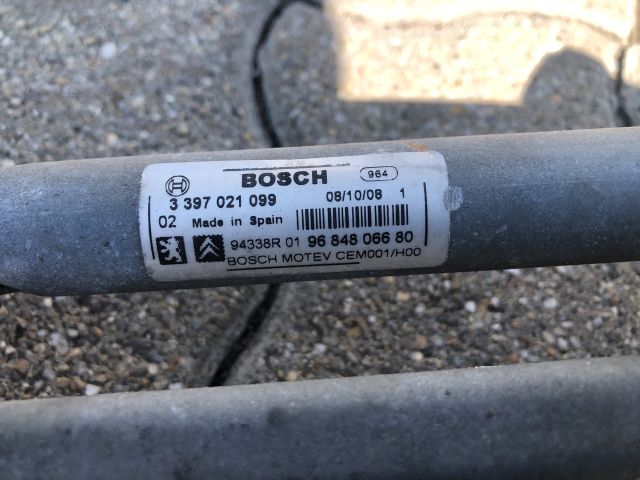 BOSCH 964
3 397 021 099 08/10/08 1
02 Made in Spain
94338R 01 96 848 066 80
BOSCH MOTEV CEM001/H00